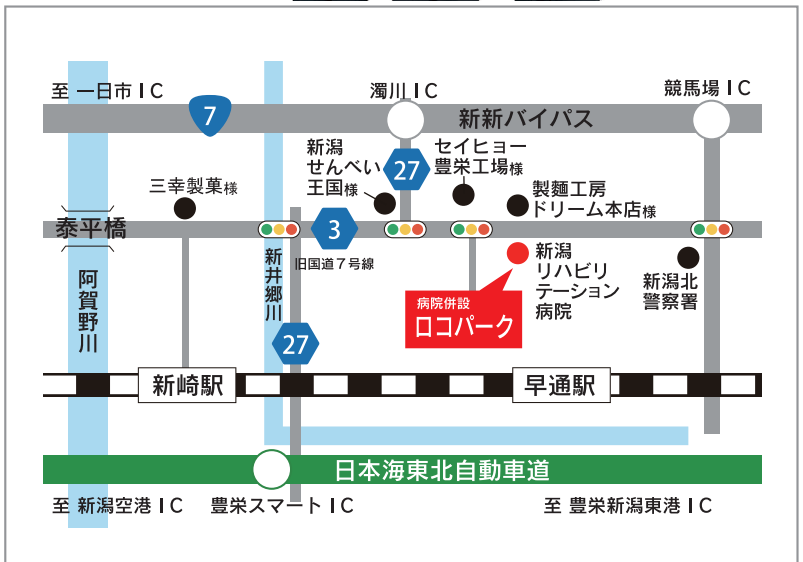 至 一日市ＩＣ
濁川ＩＣ
競馬場ＩＣ
7
新新バイパス
新潟
せんべい
王国様
27
セイヒョー
豊栄工場様
三幸製菓様
製麺工房
ドリーム本店様
泰平橋
3
旧国道７号線
新井郷川
阿賀野川
新潟
リハビリ
テーション
病院
新潟北
警察署
病院併設
ロコパーク
27
新崎駅
早通駅
日本海東北自動車道
至 新潟空港ＩＣ
豊栄スマートＩＣ
至 豊栄新潟東港ＩＣ